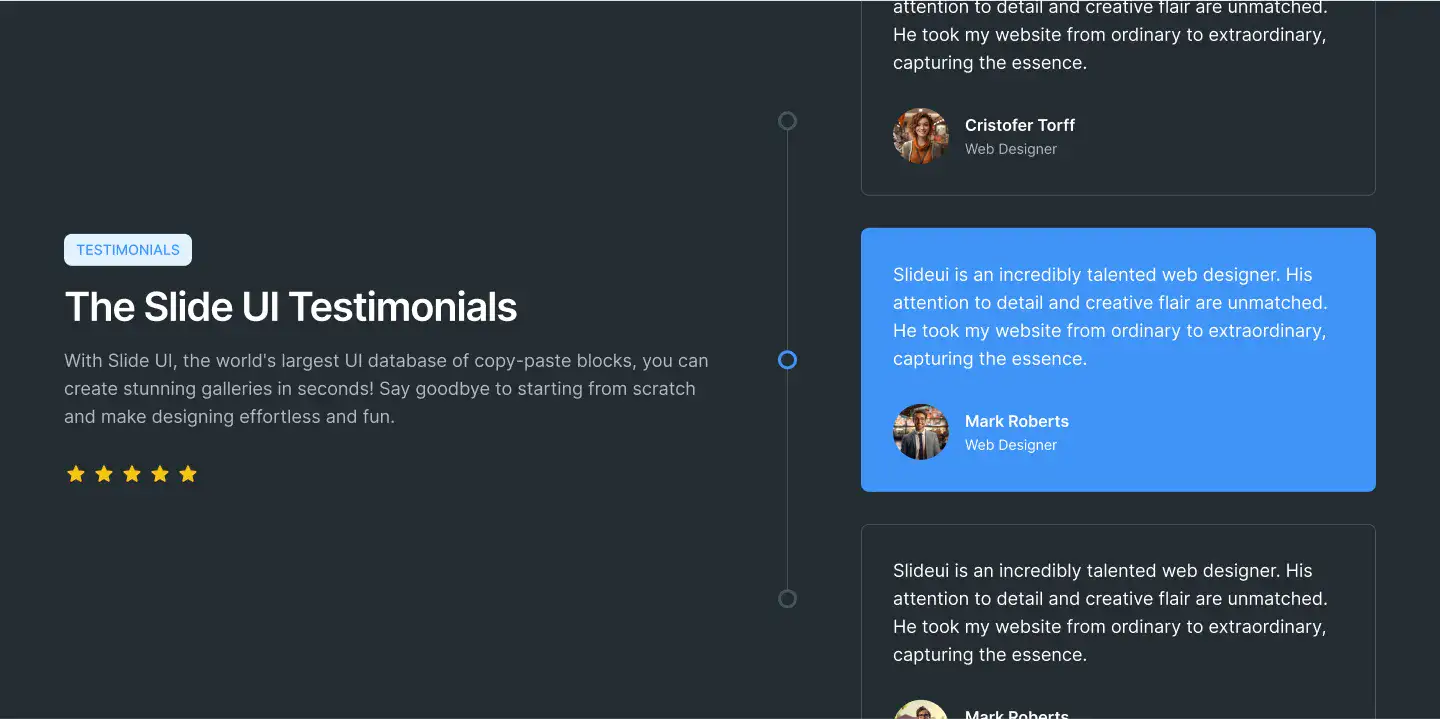 TESTIMONIALS
The Slide UI Testimonials
With Slide UI, the world's largest UI database of copy-paste blocks, you can
create stunning galleries in seconds! Say goodbye to starting from scratch
and make designing effortless and fun.
attention to detail and creative flair are unmatched.
He took my website from ordinary to extraordinary,
capturing the essence.
Cristofer Torff
Web Designer
Slideui is an incredibly talented web designer. His
attention to detail and creative flair are unmatched.
He took my website from ordinary to extraordinary,
capturing the essence.
Mark Roberts
Web Designer
Slideui is an incredibly talented web designer. His
attention to detail and creative flair are unmatched.
He took my website from ordinary to extraordinary,
capturing the essence.
Mark Roberts